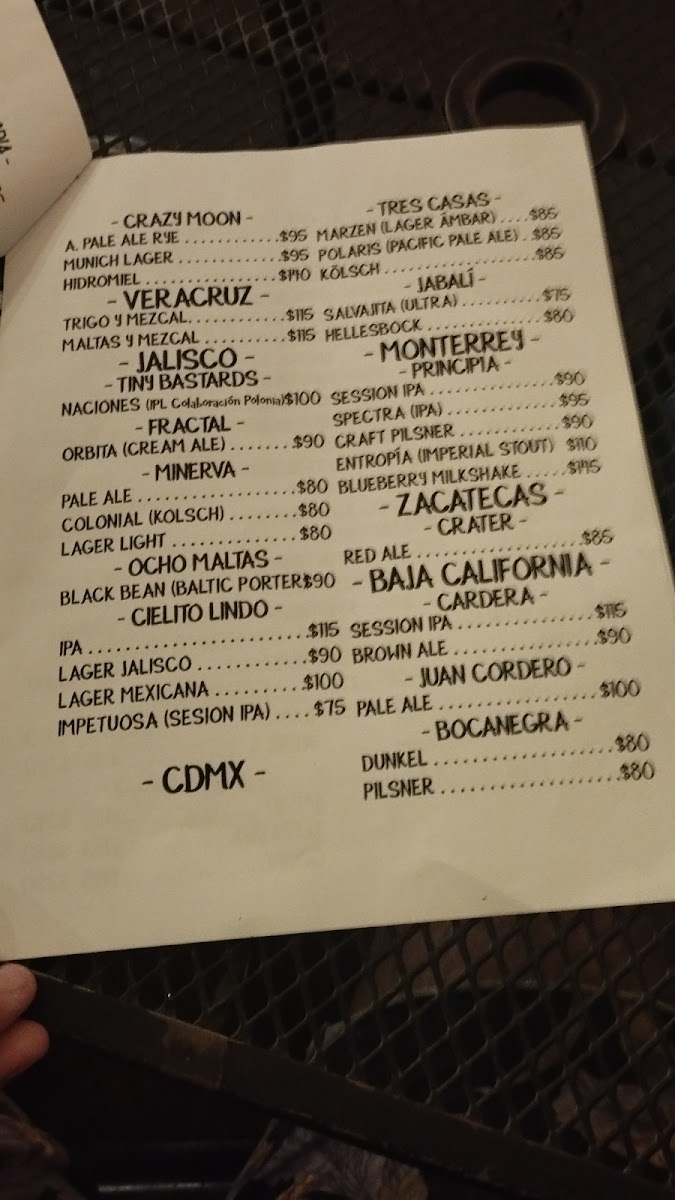 - CRAZY MOON -
A. PALE ALE RYE ............$95
MUNICH LAGER .............$95
HIDROMIEL ................$140
- VERACRUZ -
TRIGO Y MEZCAL............$115
MALTAS Y MEZCAL ..........$115
- JALISCO -
- TINY BASTARDS -
NACIONES (IPL Colaboración Polonia)$100
- FRACTAL -
ORBITA (CREAM ALE) .......$90
- MINERVA -
PALE ALE ....................$80
COLONIAL (KOLSCH) ........$80
LAGER LIGHT ...............$80
- OCHO MALTAS -
BLACK BEAN (BALTIC PORTER$90
- CIELITO LINDO -
IPA ........................$115
LAGER JALISCO ............$90
LAGER MEXICANA .........$100
IMPETUOSA (SESION IPA) ....$75
- CDMX -
- TRES CASAS -
MARZEN (LAGER ÁMBAR) ....$85
POLARIS (PACIFIC PALE ALE) . $85
KÖLSCH ...................$85
- JABALÍ -
SALVAJITA (ULTRA) ..........$75
HELLESBOCK ..............$80
- MONTERREY -
- PRINCIPIA -
SESSION IPA ...............$90
SPECTRA (IPA) .............$95
CRAFT PILSNER ............$90
ENTROPÍA (IMPERIAL STOUT) $110
BLUEBERRY MILKSHAKE .....$145
- ZACATECAS -
- CRATER -
RED ALE ....................$85
- BAJA CALIFORNIA -
- CARDERA -
SESSION IPA ................$115
BROWN ALE .................$90
- JUAN CORDERO -
PALE ALE ...................$100
- BOCANEGRA -
DUNKEL .....................$80
PILSNER ....................$80